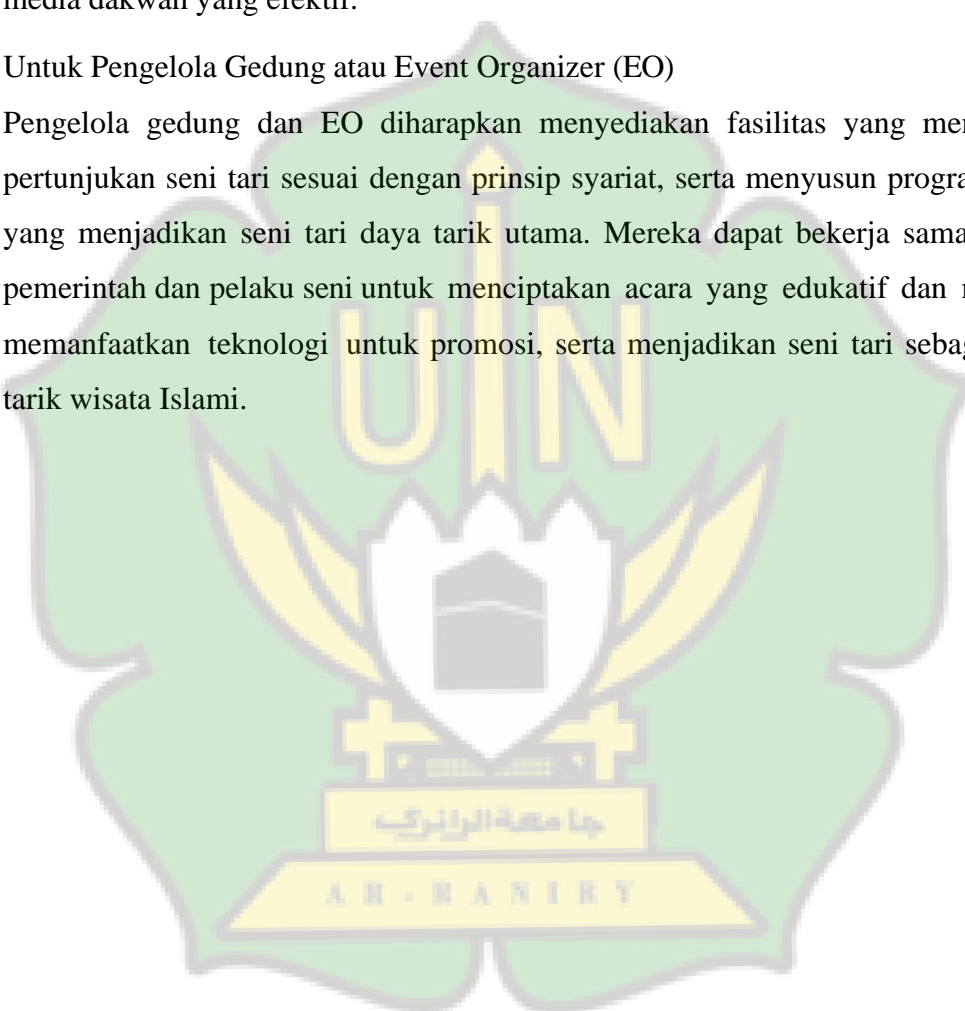 media dakwah yang efektif.
Untuk Pengelola Gedung atau Event Organizer (EO)
Pengelola gedung dan EO diharapkan menyediakan fasilitas yang
pertunjukan seni tari sesuai dengan prinsip syariat, serta menyusun
yang menjadikan seni tari daya tarik utama. Mereka dapat bekerja sama
pemerintah dan pelaku seni untuk menciptakan acara yang edukatif dan
memanfaatkan teknologi untuk promosi, serta menjadikan seni tari
tarik wisata Islami.
UIN
جامعة الرانري
AR-RANIRY